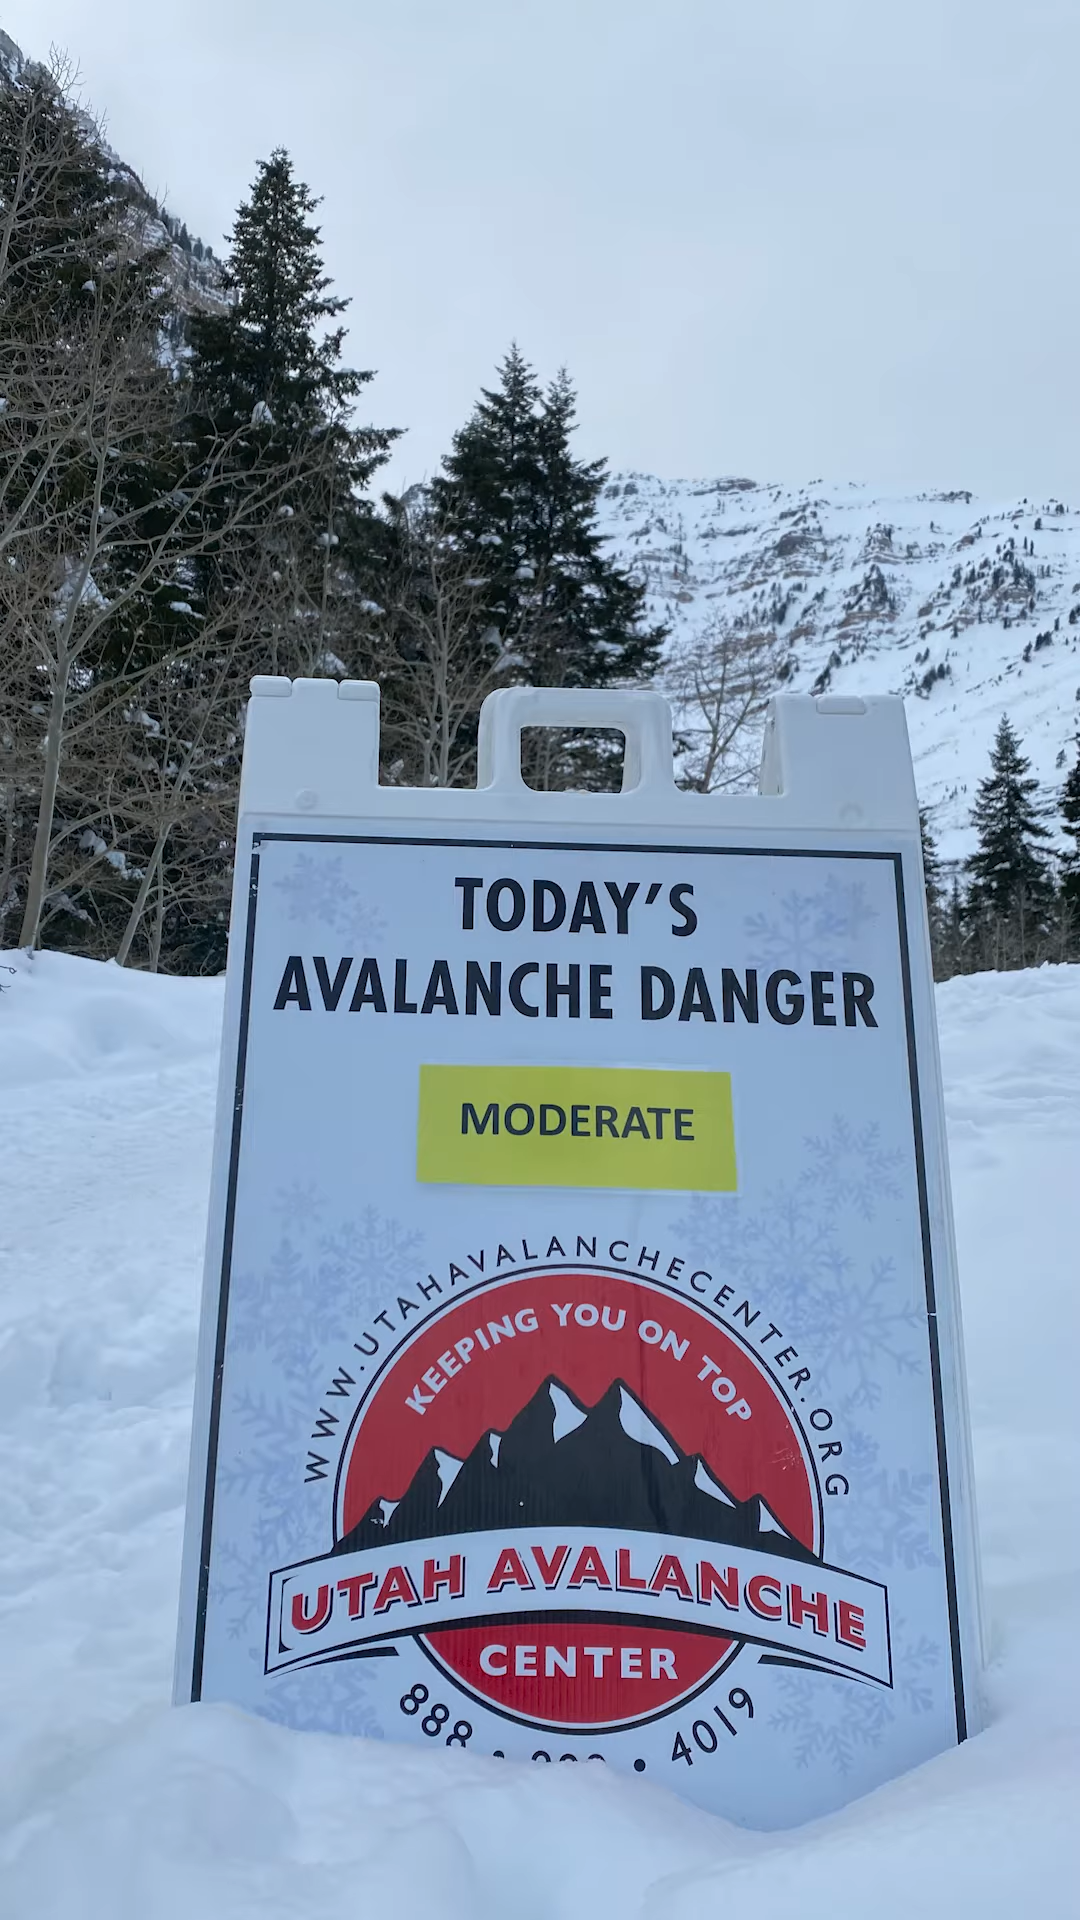 TODAY'S
AVALANCHE DANGER
MODERATE
WWW.UTAHAVALANCHECENTER.ORG
KEEPING YOU ON TOP
UTAH AVALANCHE
CENTER
888 • • 4019